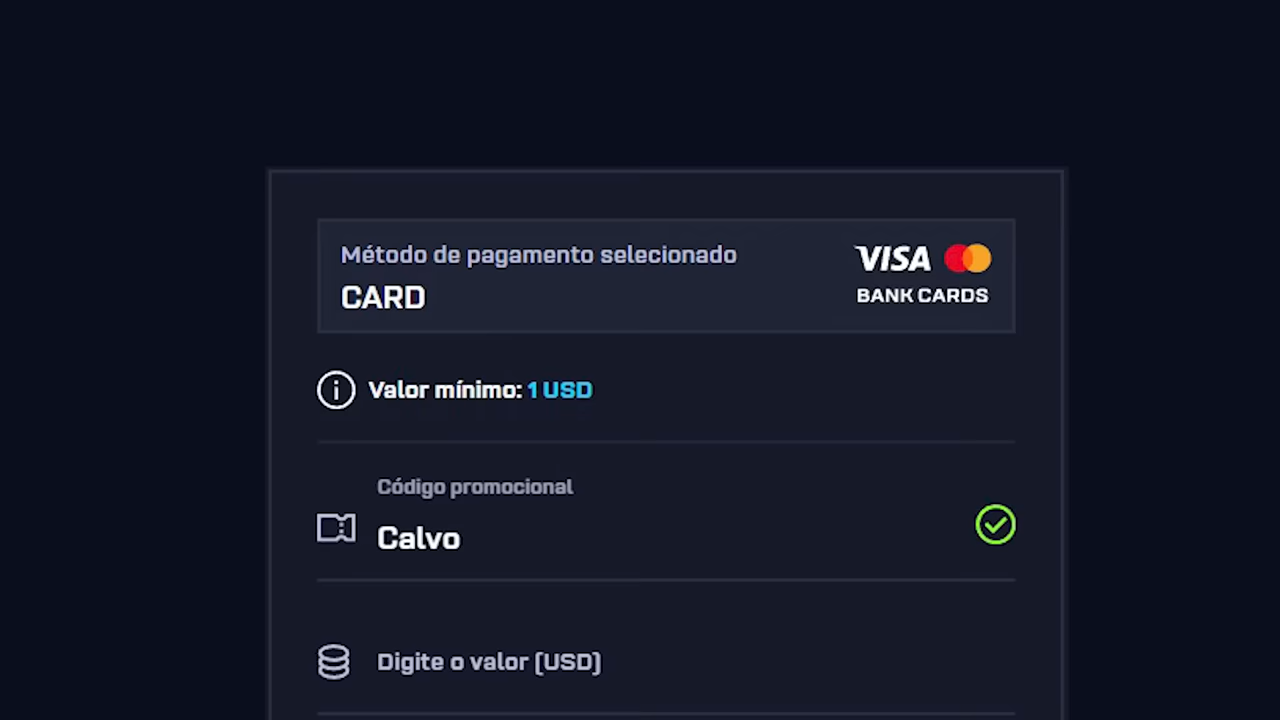 Método de pagamento selecionado
CARD
VISA
BANK CARDS
Valor mínimo: 1 USD
Código promocional
Calvo
Digite o valor (USD)